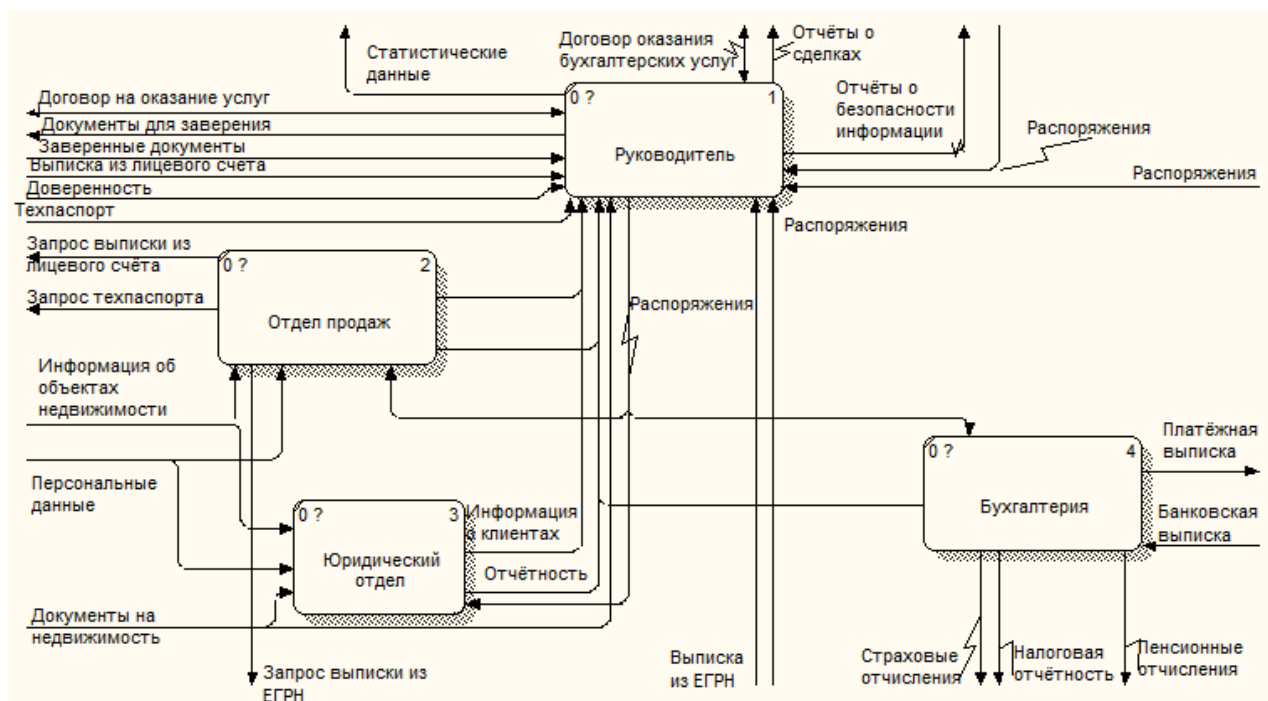 Статистические
данные
Договор оказания
бухгалтерских услуг
Отчёты о
сделках
Договор на оказание услуг
Документы для заверения
Заверенные документы
Выписка из лицевого счёта
Доверенность
Техпаспорт
0 ?
1
Руководитель
Отчёты о
безопасности
информации
Распоряжения
Распоряжения
Распоряжения
Запрос выписки из
лицевого счёта
Запрос техпаспорта
0 ?
2
Отдел продаж
Распоряжения
Информация об
объектах
недвижимости
Персональные
данные
0 ?
3
Юридический
отдел
Информация
о клиентах
Отчётность
0 ?
4
Бухгалтерия
Платёжная
выписка
Банковская
выписка
Документы на
недвижимость
Запрос выписки из
ЕГРН
Выписка
из ЕГРН
Страховые
отчисления
Налоговая
отчётность
Пенсионные
отчисления